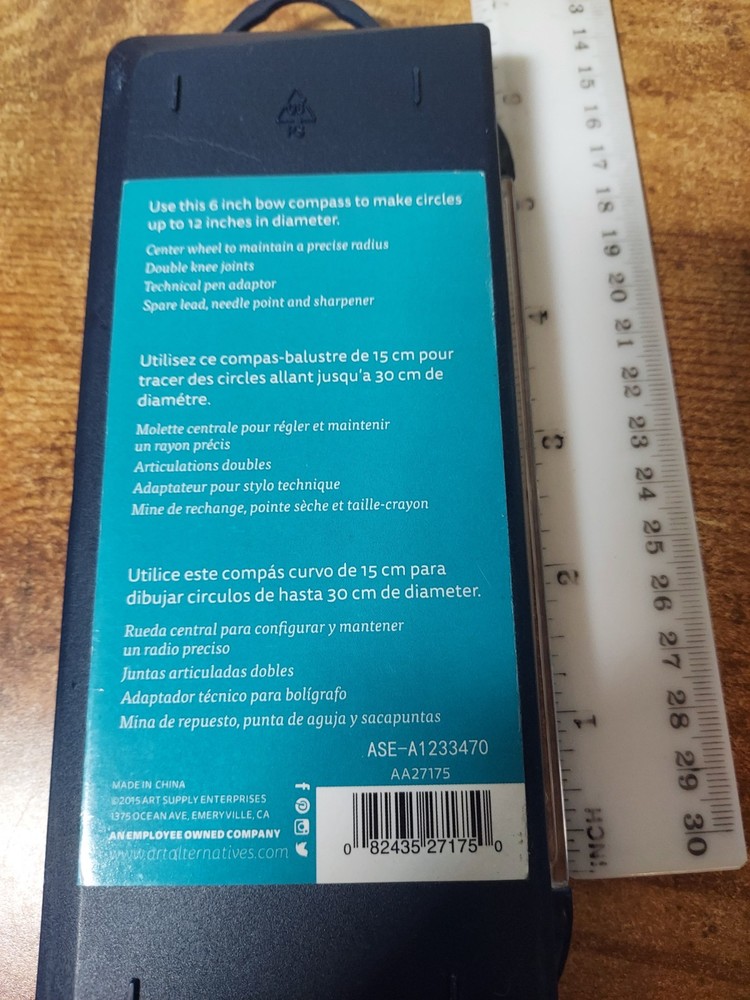 Use this 6 inch bow compass to make circles
up to 12 inches in diameter.
Center wheel to maintain a precise radius
Double knee joints
Technical pen adaptor
Spare lead, needle point and sharpener
Utilisez ce compas-balustre de 15 cm pour
tracer des circles allant jusqu'a 30 cm de
diamétre.
Molette centrale pour régler et maintenir
un rayon précis
Articulations doubles
Adaptateur pour stylo technique
Mine de rechange, pointe sèche et taille-crayon
Utilice este compás curvo de 15 cm para
dibujar circulos de hasta 30 cm de diameter.
Rueda central para configurar y mantener
un radio preciso
Juntas articuladas dobles
Adaptador técnico para bolígrafo
Mina de repuesto, punta de aguja y sacapuntas
ASE-A1233470
AA27175
MADE IN CHINA
©2015 ART SUPPLY ENTERPRISES
1375 OCEAN AVE, EMERYVILLE, CA
AN EMPLOYEE OWNED COMPANY
www.artalternatives.com
0 82435 27175 0
13 14 15 16 17 18 19 20 21 22 23 24 25 26 27 28 29 30
6 5 4 3 2 1 INCH